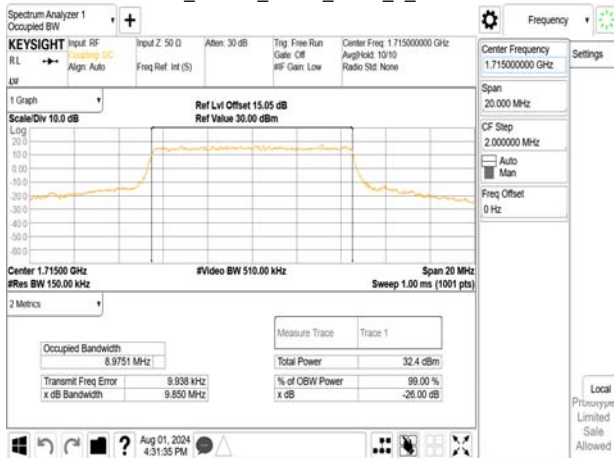 Spectrum Analyzer 1
Occupied BW
Frequency
KEYSIGHT Input: RF Input Z: 50 Ω Atten: 30 dB Trig: Free Run Center Freq: 1.715000000 GHz
RL Coupling: DC Gate: Off Avg|Hold: 10/10
Align: Auto Freq Ref: Int (S) #IF Gain: Low Radio Std: None
Center Frequency
1.715000000 GHz
Settings
Span
20.000 MHz
CF Step
2.000000 MHz
Auto
Man
Freq Offset
0 Hz
1 Graph
Ref Lvl Offset 15.05 dB
Scale/Div 10.0 dB Ref Value 30.00 dBm
Log
20.0
10.0
0.00
-10.0
-20.0
-30.0
-40.0
-50.0
-60.0
Center 1.71500 GHz #Video BW 510.00 kHz Span 20 MHz
#Res BW 150.00 kHz Sweep 1.00 ms (1001 pts)
2 Metrics
Measure Trace Trace 1
Occupied Bandwidth
8.9751 MHz Total Power 32.4 dBm
Transmit Freq Error 9.938 kHz % of OBW Power 99.00 %
x dB Bandwidth 9.850 MHz x dB -26.00 dB
Local
Prototype
Limited
Sale
Allowed
Aug 01, 2024
4:31:35 PM